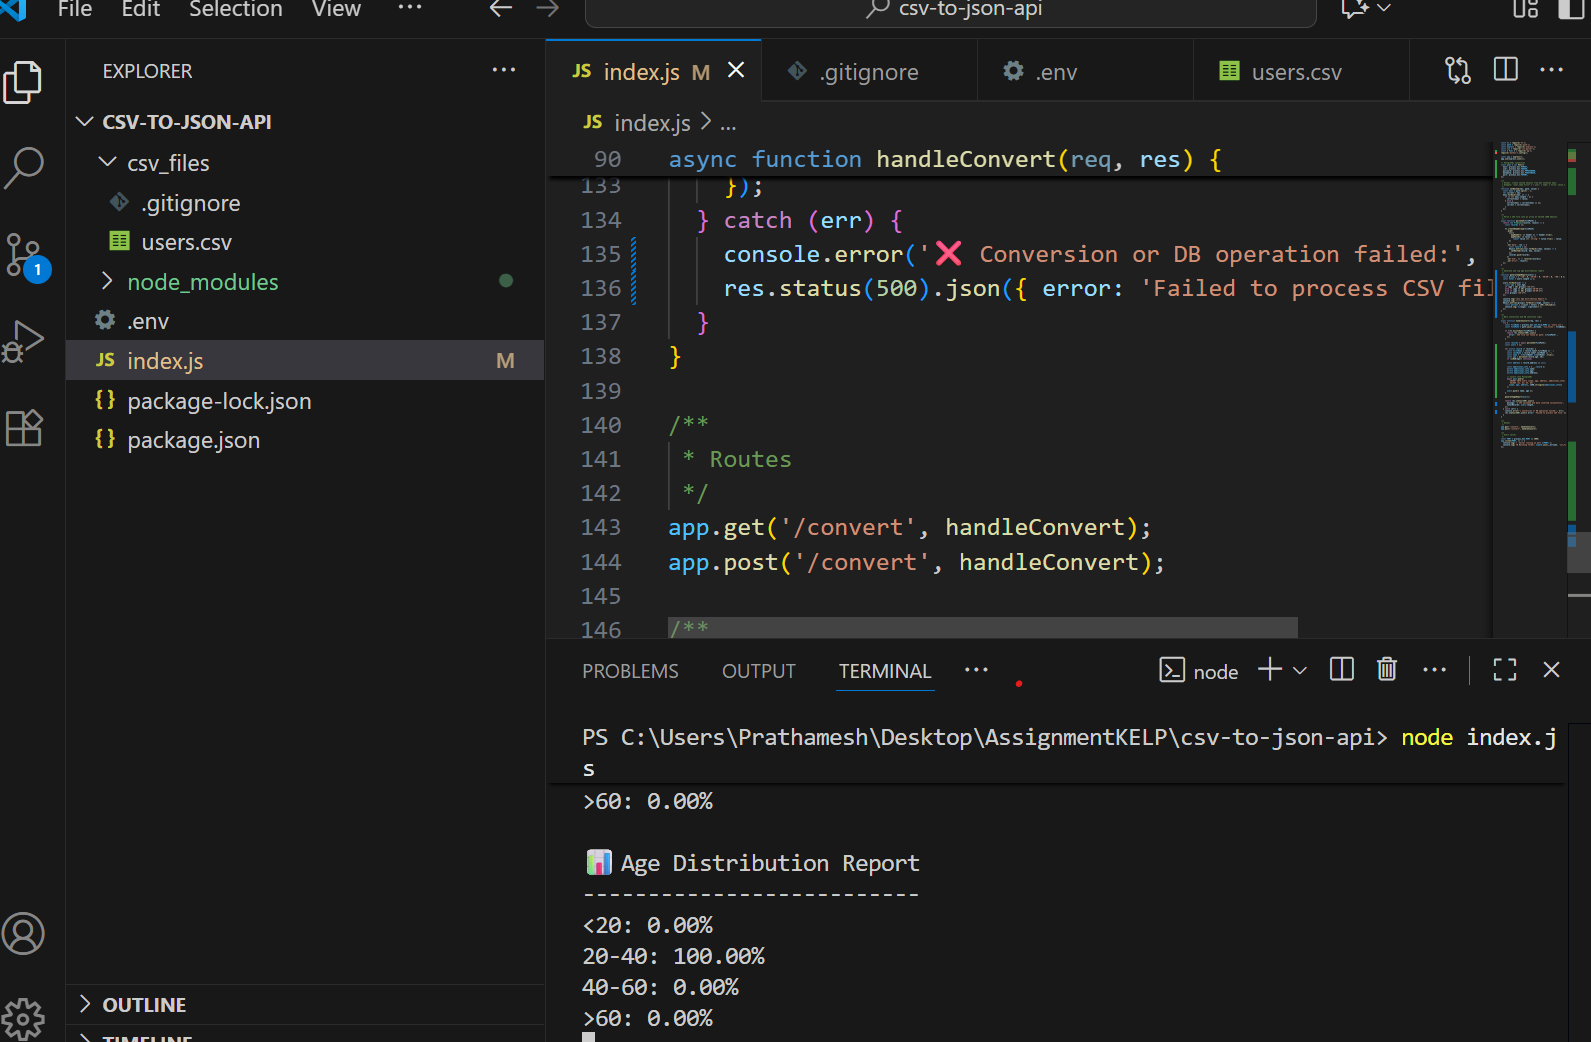 File Edit Selection View ··· csv-to-json-api
EXPLORER ···
CSV-TO-JSON-API
csv_files
.gitignore
users.csv
node_modules
.env
JS index.js M
{} package-lock.json
{} package.json
OUTLINE
TIMELINE
1
JS index.js M
.gitignore
.env
users.csv
JS index.js > ...
90 async function handleConvert(req, res) {
133 });
134 } catch (err) {
135 console.error('❌ Conversion or DB operation failed:',
136 res.status(500).json({ error: 'Failed to process CSV fil
137 }
138 }
139
140 /**
141 * Routes
142 */
143 app.get('/convert', handleConvert);
144 app.post('/convert', handleConvert);
145
146 /**
PROBLEMS OUTPUT TERMINAL ··· node
PS C:\Users\Prathamesh\Desktop\AssignmentKELP\csv-to-json-api> node index.j
s
>60: 0.00%
📊 Age Distribution Report
--------------------------
<20: 0.00%
20-40: 100.00%
40-60: 0.00%
>60: 0.00%